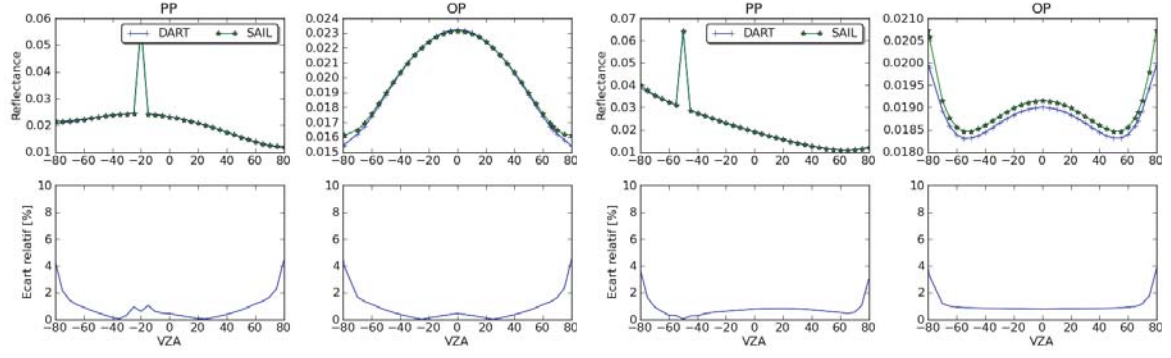 PP OP PP OP
0.06 0.05 0.04 0.03 0.02 0.01
Reflectance
DART SAIL
−80 −60 −40 −20 0 20 40 60 80
0.024 0.023 0.022 0.021 0.020 0.019 0.018 0.017 0.016 0.015
−80 −60 −40 −20 0 20 40 60 80
0.07 0.06 0.05 0.04 0.03 0.02 0.01
Reflectance
DART SAIL
−80 −60 −40 −20 0 20 40 60 80
0.0210 0.0205 0.0200 0.0195 0.0190 0.0185 0.0180
−80 −60 −40 −20 0 20 40 60 80
10 8 6 4 2 0
Ecart relatif [%]
−80 −60 −40 −20 0 20 40 60 80
VZA
10 8 6 4 2 0
−80 −60 −40 −20 0 20 40 60 80
VZA
10 8 6 4 2 0
Ecart relatif [%]
−80 −60 −40 −20 0 20 40 60 80
VZA
10 8 6 4 2 0
−80 −60 −40 −20 0 20 40 60 80
VZA